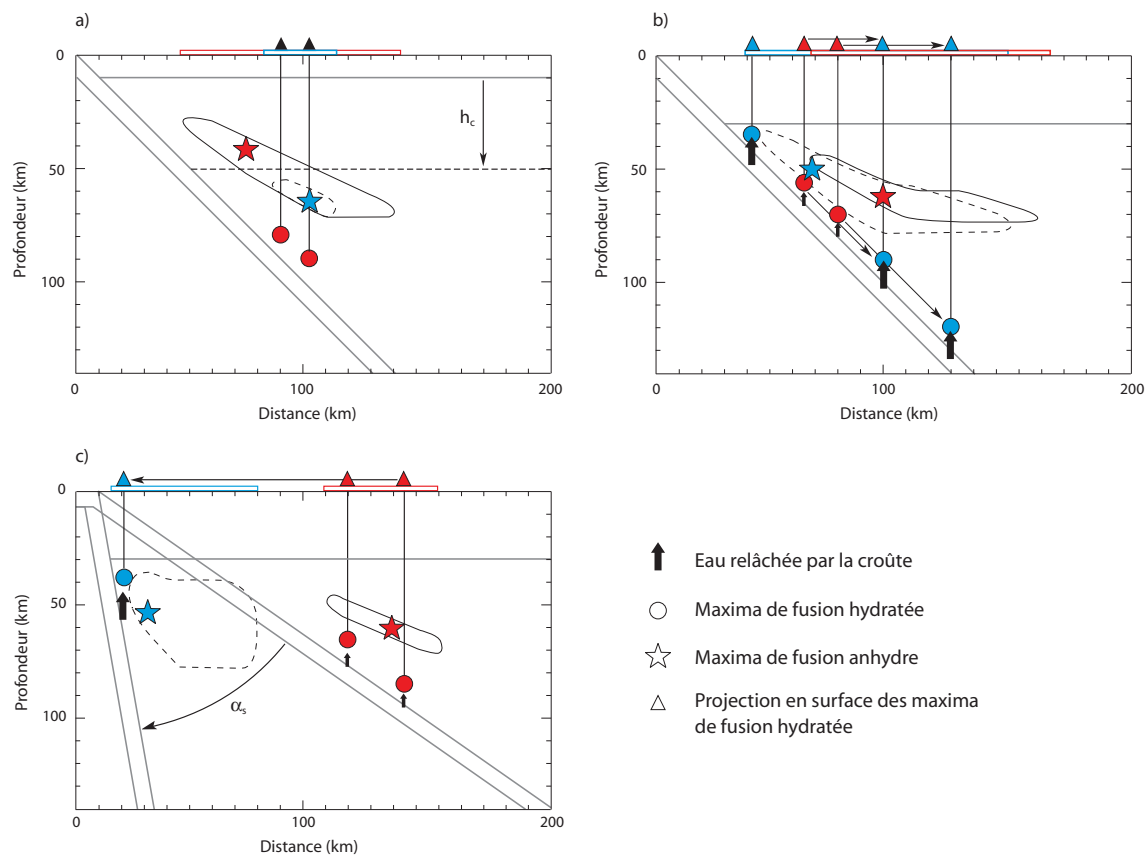 a)
0
50
100
Profondeur (km)
h_c
0
100
200
Distance (km)
b)
0
50
100
Profondeur (km)
0
100
200
Distance (km)
c)
0
50
100
Profondeur (km)
α_s
0
100
200
Distance (km)
Eau relâchée par la croûte
Maxima de fusion hydratée
Maxima de fusion anhydre
Projection en surface des maxima
de fusion hydratée